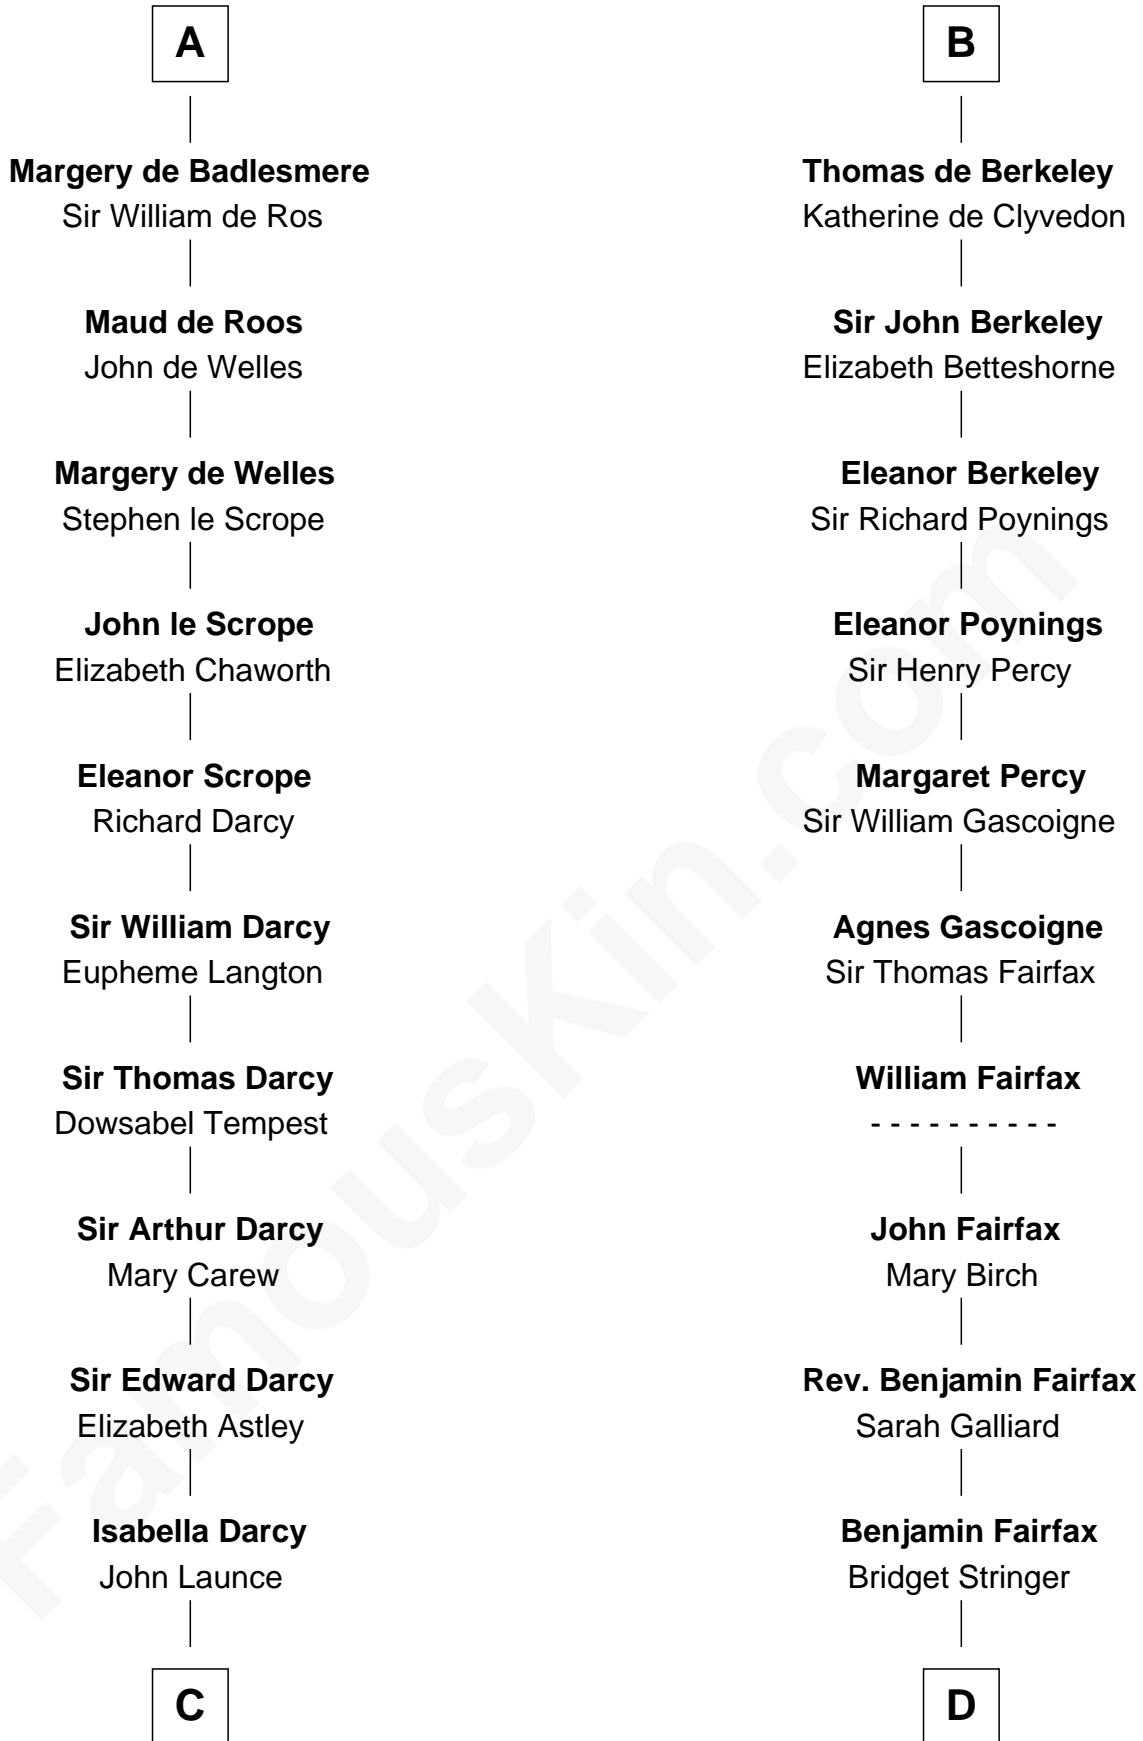 A
Margery de Badlesmere
Sir William de Ros
Maud de Roos
John de Welles
Margery de Welles
Stephen le Scrope
John le Scrope
Elizabeth Chaworth
Eleanor Scrope
Richard Darcy
Sir William Darcy
Eupheme Langton
Sir Thomas Darcy
Dowsabel Tempest
Sir Arthur Darcy
Mary Carew
Sir Edward Darcy
Elizabeth Astley
Isabella Darcy
John Launce
C
B
Thomas de Berkeley
Katherine de Clyvedon
Sir John Berkeley
Elizabeth Betteshorne
Eleanor Berkeley
Sir Richard Poynings
Eleanor Poynings
Sir Henry Percy
Margaret Percy
Sir William Gascoigne
Agnes Gascoigne
Sir Thomas Fairfax
William Fairfax
- - - - - - - - - -
John Fairfax
Mary Birch
Rev. Benjamin Fairfax
Sarah Galliard
Benjamin Fairfax
Bridget Stringer
D
FamousKin.com